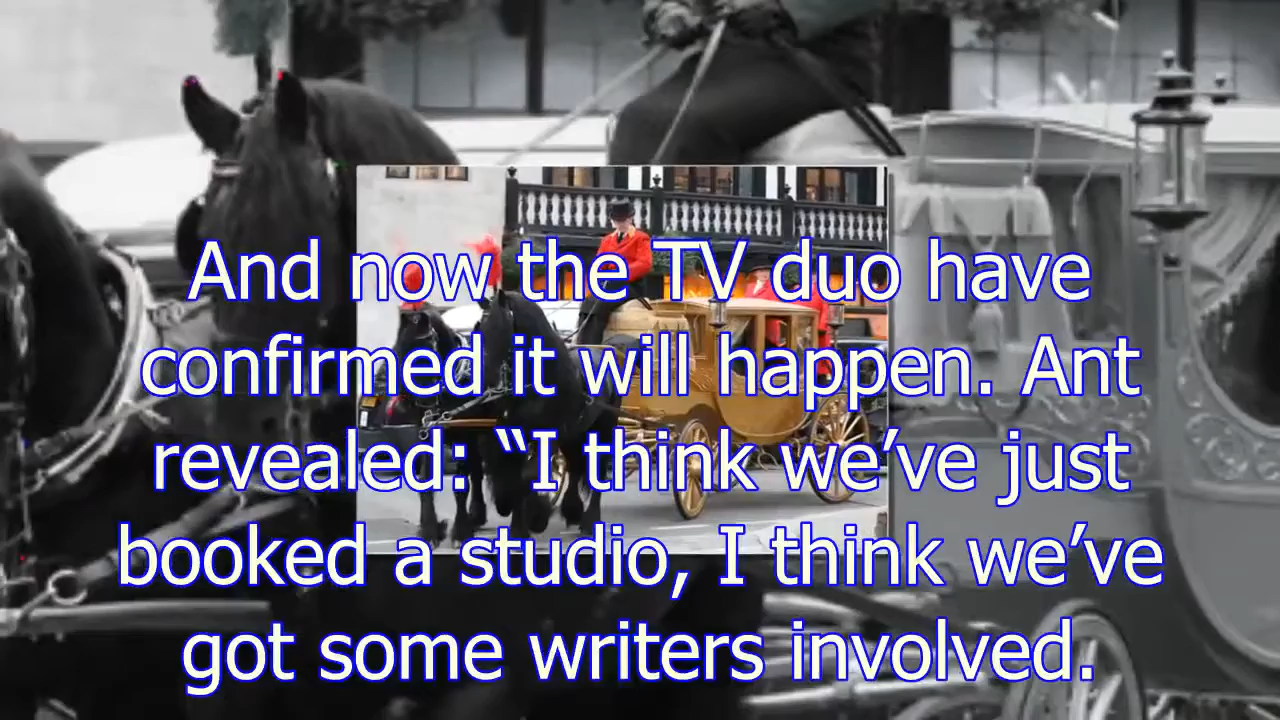 And now the TV duo have
confirmed it will happen. Ant
revealed: “I think we’ve just
booked a studio, I think we’ve
got some writers involved.